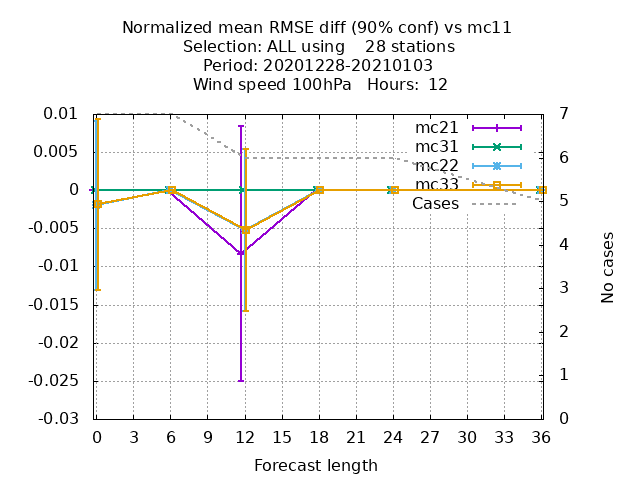 Normalized mean RMSE diff (90% conf) vs mc11
Selection: ALL using    28 stations
Period: 20201228-20210103
Wind speed 100hPa   Hours:  12
0.01
0.005
0
-0.005
-0.01
-0.015
-0.02
-0.025
-0.03
7
6
5
4
3
2
1
0
mc21
mc31
mc22
mc33
Cases
No cases
0 3 6 9 12 15 18 21 24 27 30 33 36
Forecast length